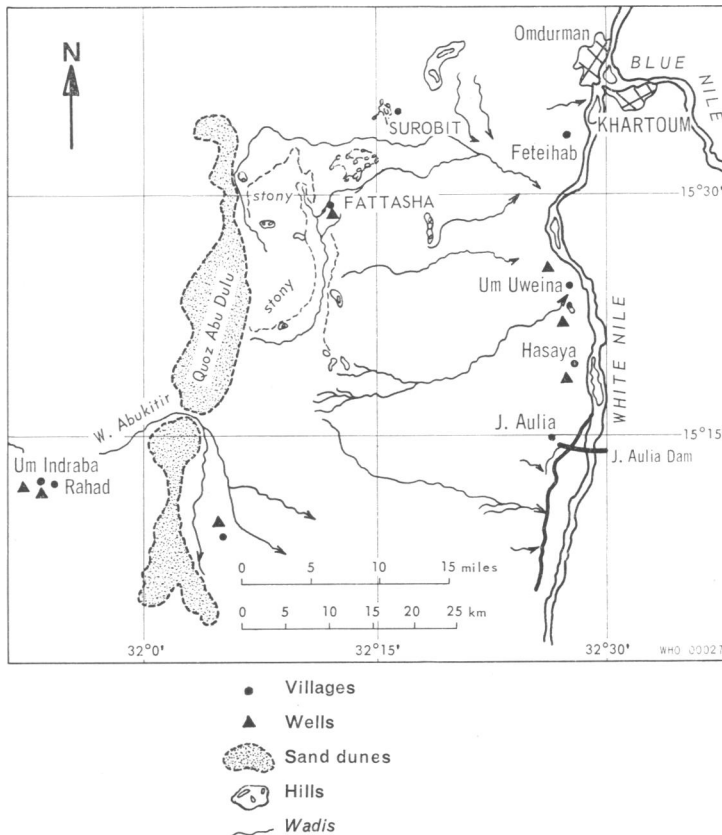 N
Omdurman
BLUE NILE
KHARTOUM
SUROBIT
Feteihab
15°30'
stony
FATTASHA
stony
Um Uweina
Quoz Abu Dulu
WHITE NILE
Hasaya
W. Abukitir
J. Aulia
15°15'
J. Aulia Dam
Um Indraba
Rahad
0 5 10 15 miles
0 5 10 15 20 25 km
32°0'
32°15'
32°30'
WHO 00027
Villages
Wells
Sand dunes
Hills
Wadis